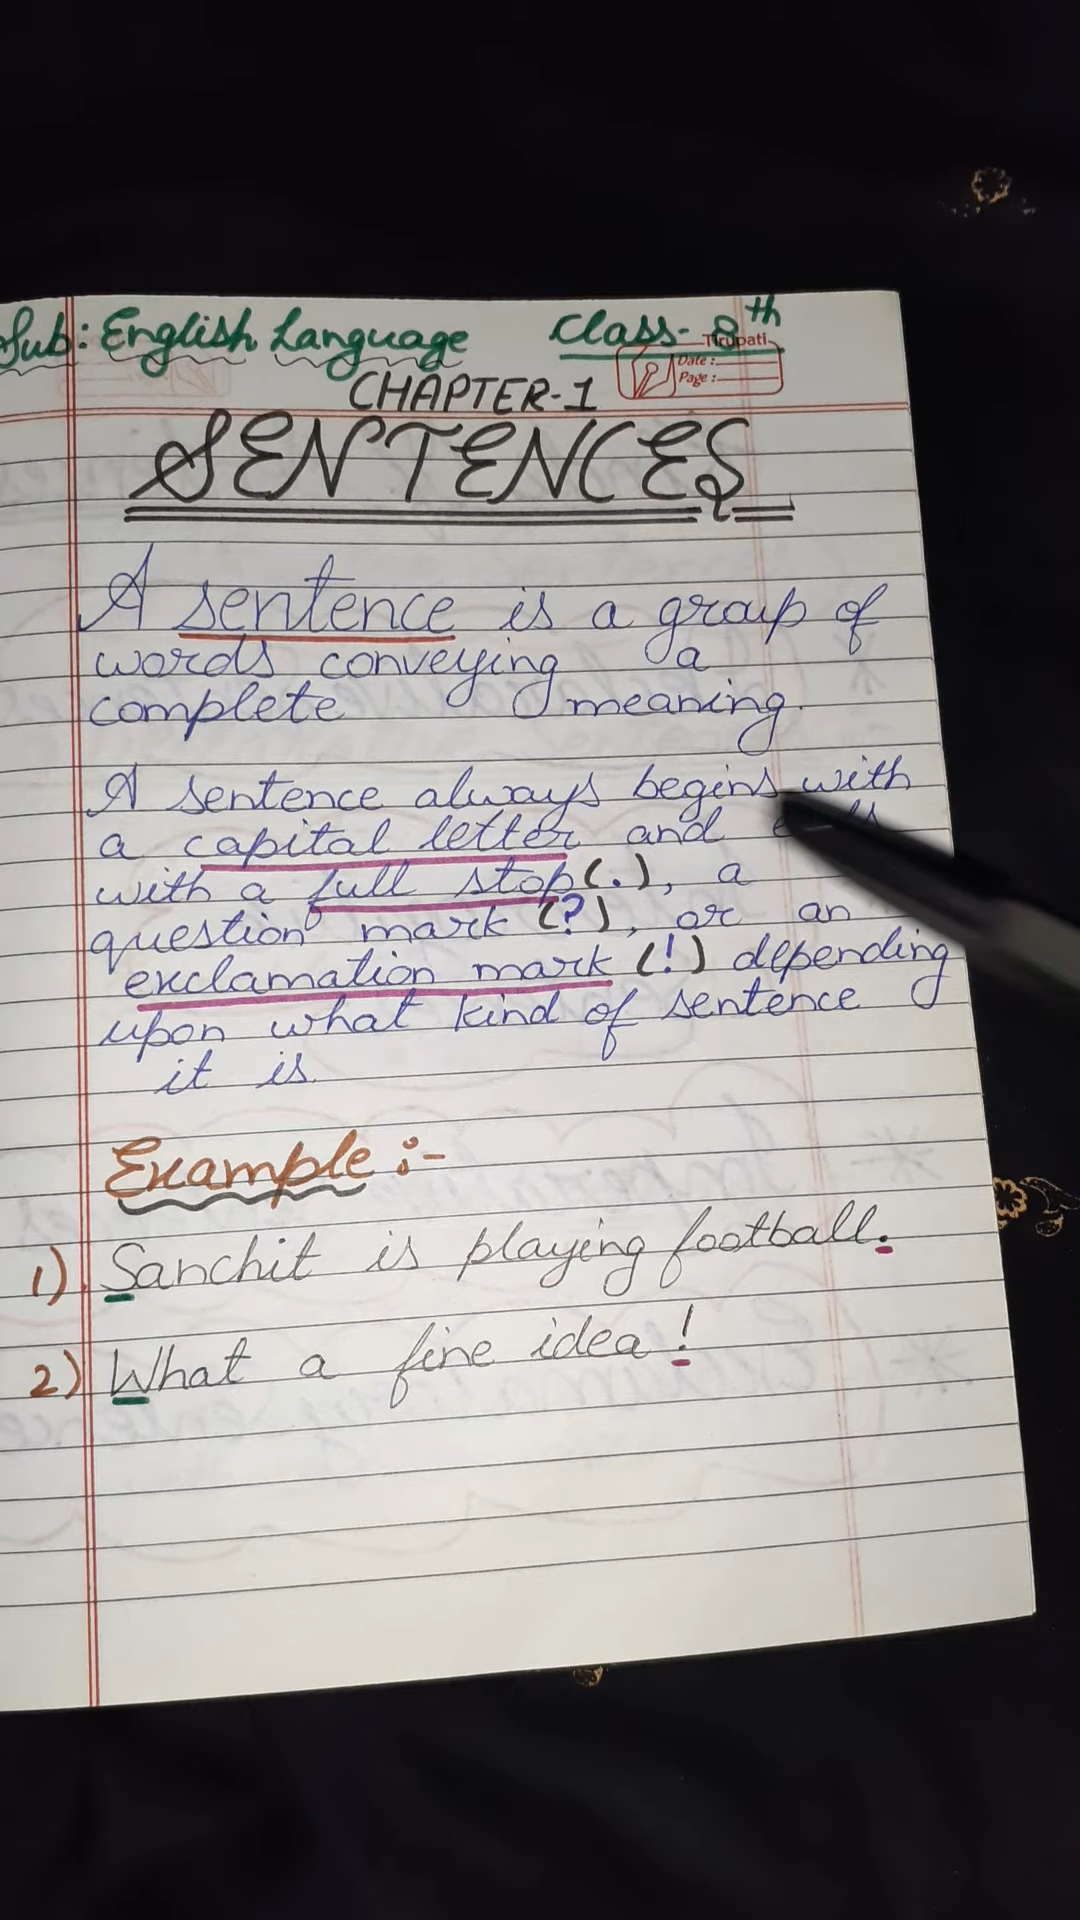 Sub: English Language Class- 8th
Tirupati
Date :
Page :
CHAPTER-1
SENTENCES
A sentence is a group of
words conveying a
complete meaning.
A sentence always begins with
a capital letter and
with a full stop (.), a
question mark (?), or an
exclamation mark (!) depending
upon what kind of sentence
it is.
Example :-
1) Sanchit is playing football.
2) What a fine idea!